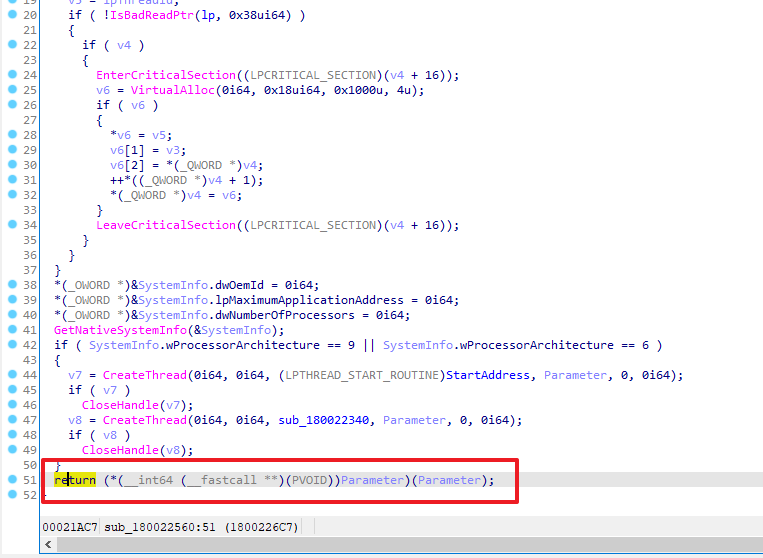 20 if ( !IsBadReadPtr(lp, 0x38ui64) )
21 {
22 if ( v4 )
23 {
24 EnterCriticalSection((LPCRITICAL_SECTION)(v4 + 16));
25 v6 = VirtualAlloc(0i64, 0x18ui64, 0x1000u, 4u);
26 if ( v6 )
27 {
28 *v6 = v5;
29 v6[1] = v3;
30 v6[2] = *(_QWORD *)v4;
31 ++*((_QWORD *)v4 + 1);
32 *(_QWORD *)v4 = v6;
33 }
34 LeaveCriticalSection((LPCRITICAL_SECTION)(v4 + 16));
35 }
36 }
37 }
38 *(_OWORD *)&SystemInfo.dwOemId = 0i64;
39 *(_OWORD *)&SystemInfo.lpMaximumApplicationAddress = 0i64;
40 *(_OWORD *)&SystemInfo.dwNumberOfProcessors = 0i64;
41 GetNativeSystemInfo(&SystemInfo);
42 if ( SystemInfo.wProcessorArchitecture == 9 || SystemInfo.wProcessorArchitecture == 6 )
43 {
44 v7 = CreateThread(0i64, 0i64, (LPTHREAD_START_ROUTINE)StartAddress, Parameter, 0, 0i64);
45 if ( v7 )
46 CloseHandle(v7);
47 v8 = CreateThread(0i64, 0i64, sub_180022340, Parameter, 0, 0i64);
48 if ( v8 )
49 CloseHandle(v8);
50 }
51 return (*(__int64 (__fastcall **)(PVOID))Parameter)(Parameter);
52
00021AC7 sub_180022560:51 (1800226C7)